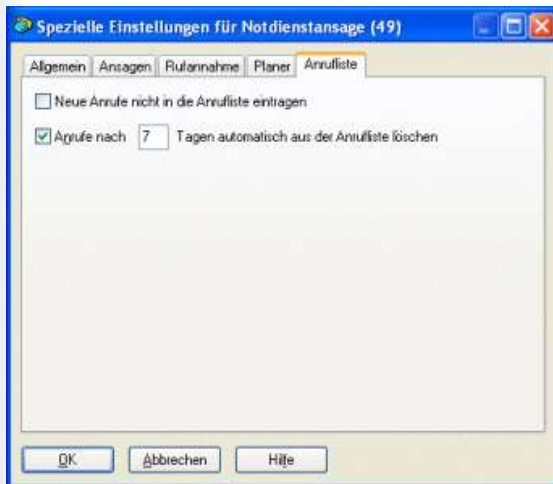 Spezielle Einstellungen für Notdienstansage (49)
Allgemein Ansagen Rufannahme Planer Anrufliste
Neue Anrufe nicht in die Anrufliste eintragen
Anrufe nach 7 Tagen automatisch aus der Anrufliste löschen
OK Abbrechen Hilfe